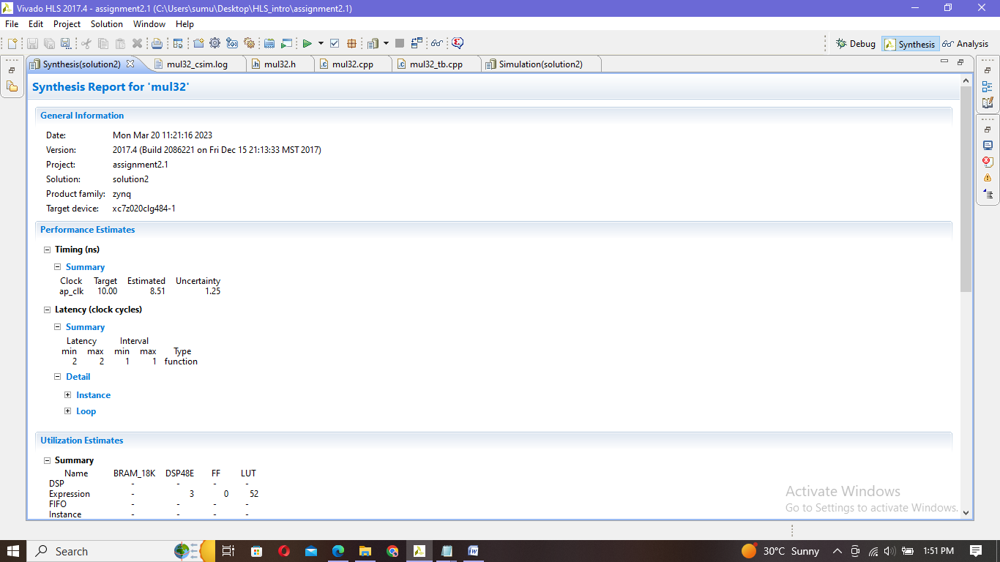 Vivado HLS 2017.4 - assignment2.1 (C:\Users\sumu\Desktop\HLS_intro\assignment2.1)
File Edit Project Solution Window Help
Debug Synthesis Analysis
Synthesis(solution2) mul32_csim.log mul32.h mul32.cpp mul32_tb.cpp Simulation(solution2)
Synthesis Report for 'mul32'
General Information
Date: Mon Mar 20 11:21:16 2023
Version: 2017.4 (Build 2086221 on Fri Dec 15 21:13:33 MST 2017)
Project: assignment2.1
Solution: solution2
Product family: zynq
Target device: xc7z020clg484-1
Performance Estimates
Timing (ns)
Summary
Clock Target Estimated Uncertainty
ap_clk 10.00 8.51 1.25
Latency (clock cycles)
Summary
Latency Interval
min max min max Type
2 2 1 1 function
Detail
Instance
Loop
Utilization Estimates
Summary
Name BRAM_18K DSP48E FF LUT
DSP - - - -
Expression - 3 0 52
FIFO - - - -
Instance - - - -
Activate Windows
Go to Settings to activate Windows.
Search
30°C Sunny
1:51 PM